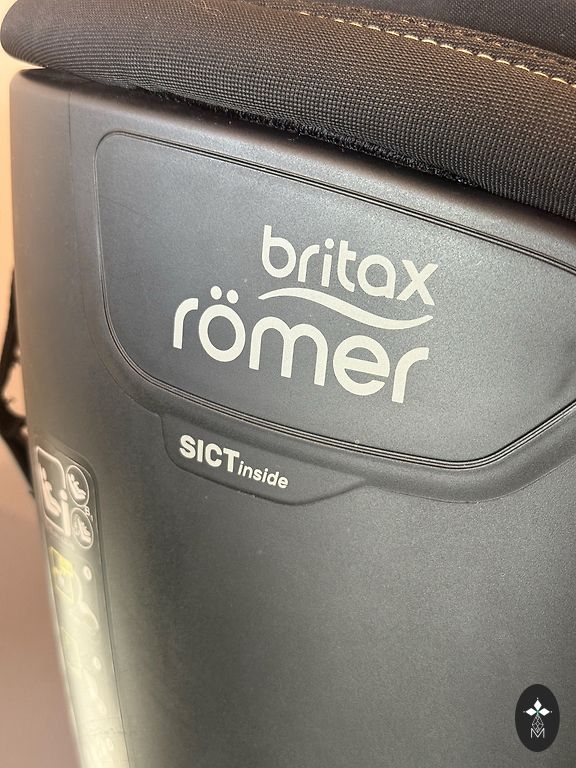 britax
römer
SICTinside
M